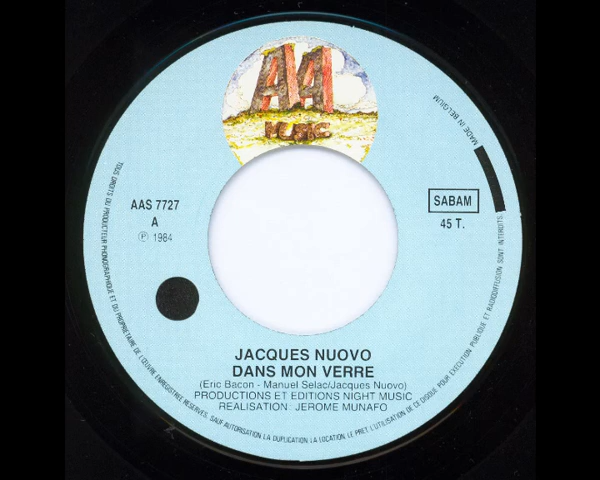 AA
MUSIC
MADE IN BELGIUM
AAS 7727
A
℗ 1984
SABAM
45 T.
JACQUES NUOVO
DANS MON VERRE
(Eric Bacon - Manuel Selac/Jacques Nuovo)
PRODUCTIONS ET EDITIONS NIGHT MUSIC
REALISATION: JEROME MUNAFO
TOUS DROITS DU PRODUCTEUR PHONOGRAPHIQUE ET DU PROPRIETAIRE DE L'ŒUVRE ENREGISTREE RESERVES. SAUF AUTORISATION LA DUPLICATION, LA LOCATION, LE PRET, L'UTILISATION DE CE DISQUE POUR EXECUTION PUBLIQUE ET RADIODIFFUSION SONT INTERDITS.